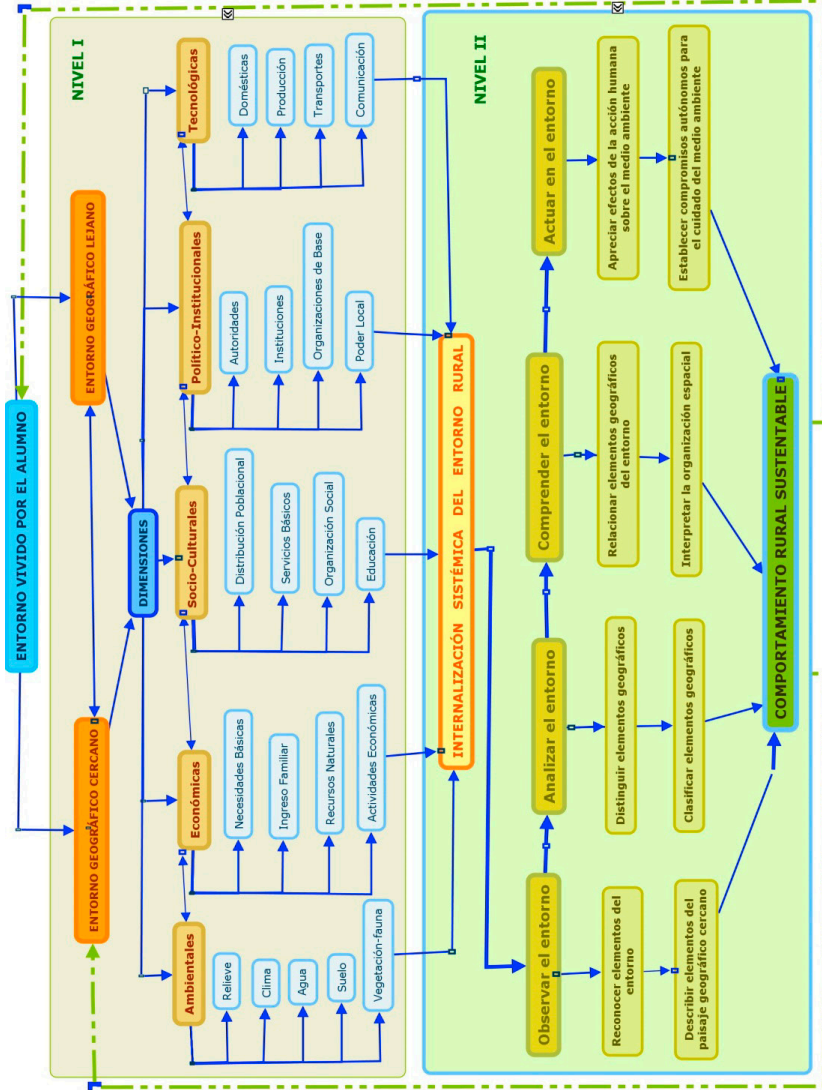 ENTORNO VIVIDO POR EL ALUMNO
NIVEL I
ENTORNO GEOGRÁFICO CERCANO
ENTORNO GEOGRÁFICO LEJANO
DIMENSIONES
Ambientales
Económicas
Socio-Culturales
Político-Institucionales
Tecnológicas
Relieve
Clima
Agua
Suelo
Vegetación-fauna
Necesidades Básicas
Ingreso Familiar
Recursos Naturales
Actividades Económicas
Distribución Poblacional
Servicios Básicos
Organización Social
Educación
Autoridades
Instituciones
Organizaciones de Base
Poder Local
Domésticas
Producción
Transportes
Comunicación
INTERNALIZACIÓN SISTÉMICA DEL ENTORNO RURAL
NIVEL II
Observar el entorno
Analizar el entorno
Comprender el entorno
Actuar en el entorno
Reconocer elementos del
entorno
Describir elementos del
paisaje geográfico cercano
Distinguir elementos geográficos
Clasificar elementos geográficos
Relacionar elementos geográficos
del entorno
Interpretar la organización espacial
Apreciar efectos de la acción humana
sobre el medio ambiente
Establecer compromisos autónomos para
el cuidado del medio ambiente
COMPORTAMIENTO RURAL SUSTENTABLE